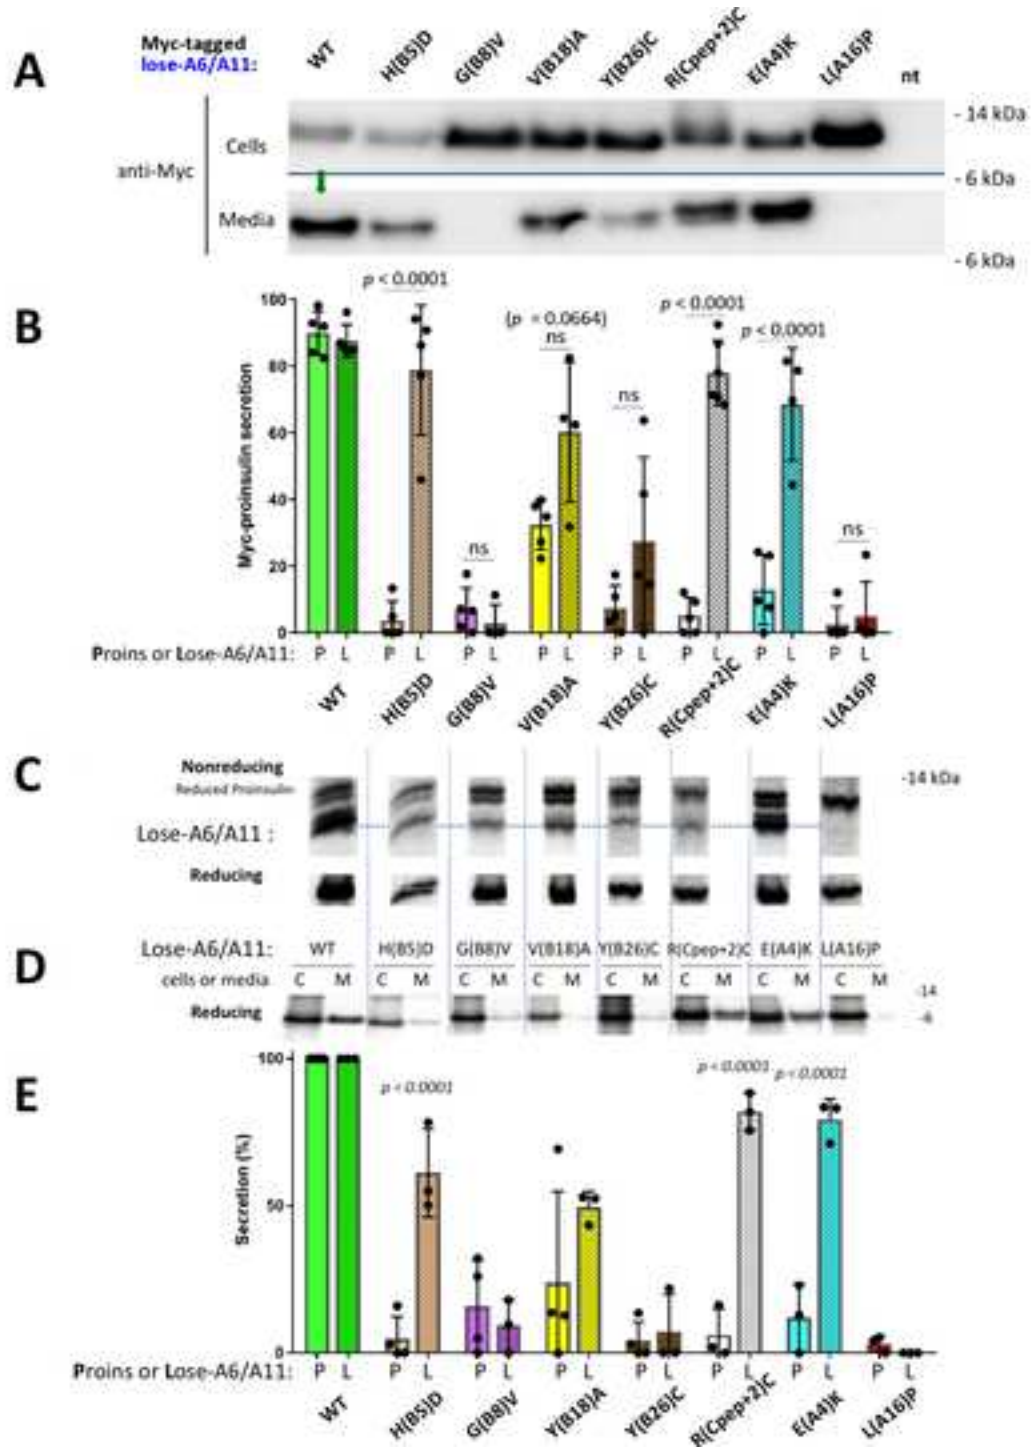 A
Myc-tagged
lose-A6/A11:
WT H(B5)D G(B8)V V(B18)A Y(B26)C R(Cpep+2)C E(A4)K L(A16)P nt
- 14 kDa
Cells
anti-Myc
- 6 kDa
Media
- 6 kDa
B
Myc-proinsulin secretion
100
80
60
40
20
0
p < 0.0001
ns
(p = 0.0664)
ns
ns
p < 0.0001
p < 0.0001
ns
Proins or Lose-A6/A11: P L P L P L P L P L P L P L P L
WT H(B5)D G(B8)V V(B18)A Y(B26)C R(Cpep+2)C E(A4)K L(A16)P
C
Nonreducing
Reduced Proinsulin
-14 kDa
Lose-A6/A11 :
Reducing
D
Lose-A6/A11: WT H(B5)D G(B8)V V(B18)A Y(B26)C R(Cpep+2)C E(A4)K L(A16)P
cells or media C M C M C M C M C M C M C M C M
-14
Reducing
-6
E
Secretion (%)
100
50
0
p < 0.0001
p < 0.0001
p < 0.0001
Proins or Lose-A6/A11: P L P L P L P L P L P L P L P L
WT H(B5)D G(B8)V Y(B18)A Y(B26)C R(Cpep+2)C E(A4)K L(A16)P